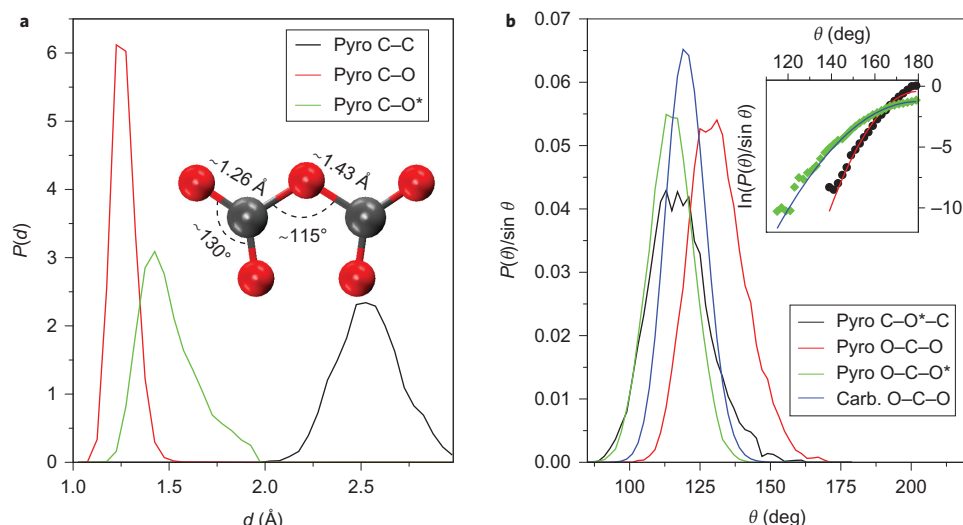 a
Pyro C–C
Pyro C–O
Pyro C–O*
~1.26 Å
~1.43 Å
~130°
~115°
P(d)
6
5
4
3
2
1
0
1.0 1.5 2.0 2.5
d (Å)
b
θ (deg)
120 140 160 180
0
–5
–10
ln(P(θ)/sin θ)
P(θ)/sin θ
0.07
0.06
0.05
0.04
0.03
0.02
0.01
0.00
Pyro C–O*–C
Pyro O–C–O
Pyro O–C–O*
Carb. O–C–O
100 125 150 175 200
θ (deg)